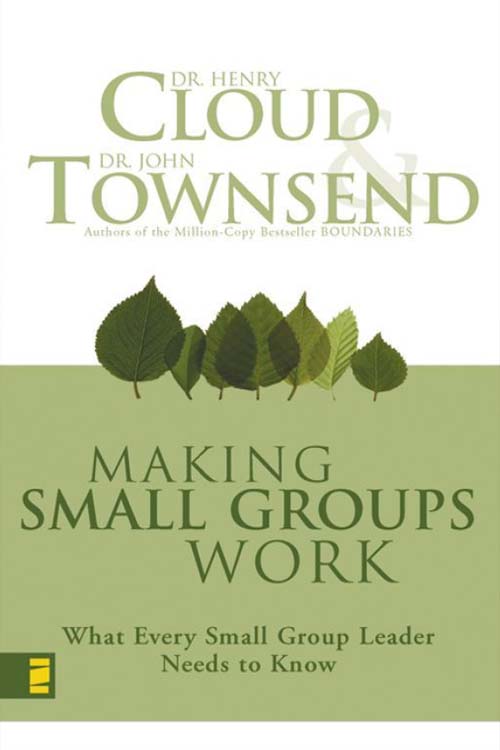 DR. HENRY
CLOUD
&
DR. JOHN
TOWNSEND
Authors of the Million-Copy Bestseller BOUNDARIES
MAKING
SMALL GROUPS
WORK
What Every Small Group Leader
Needs to Know